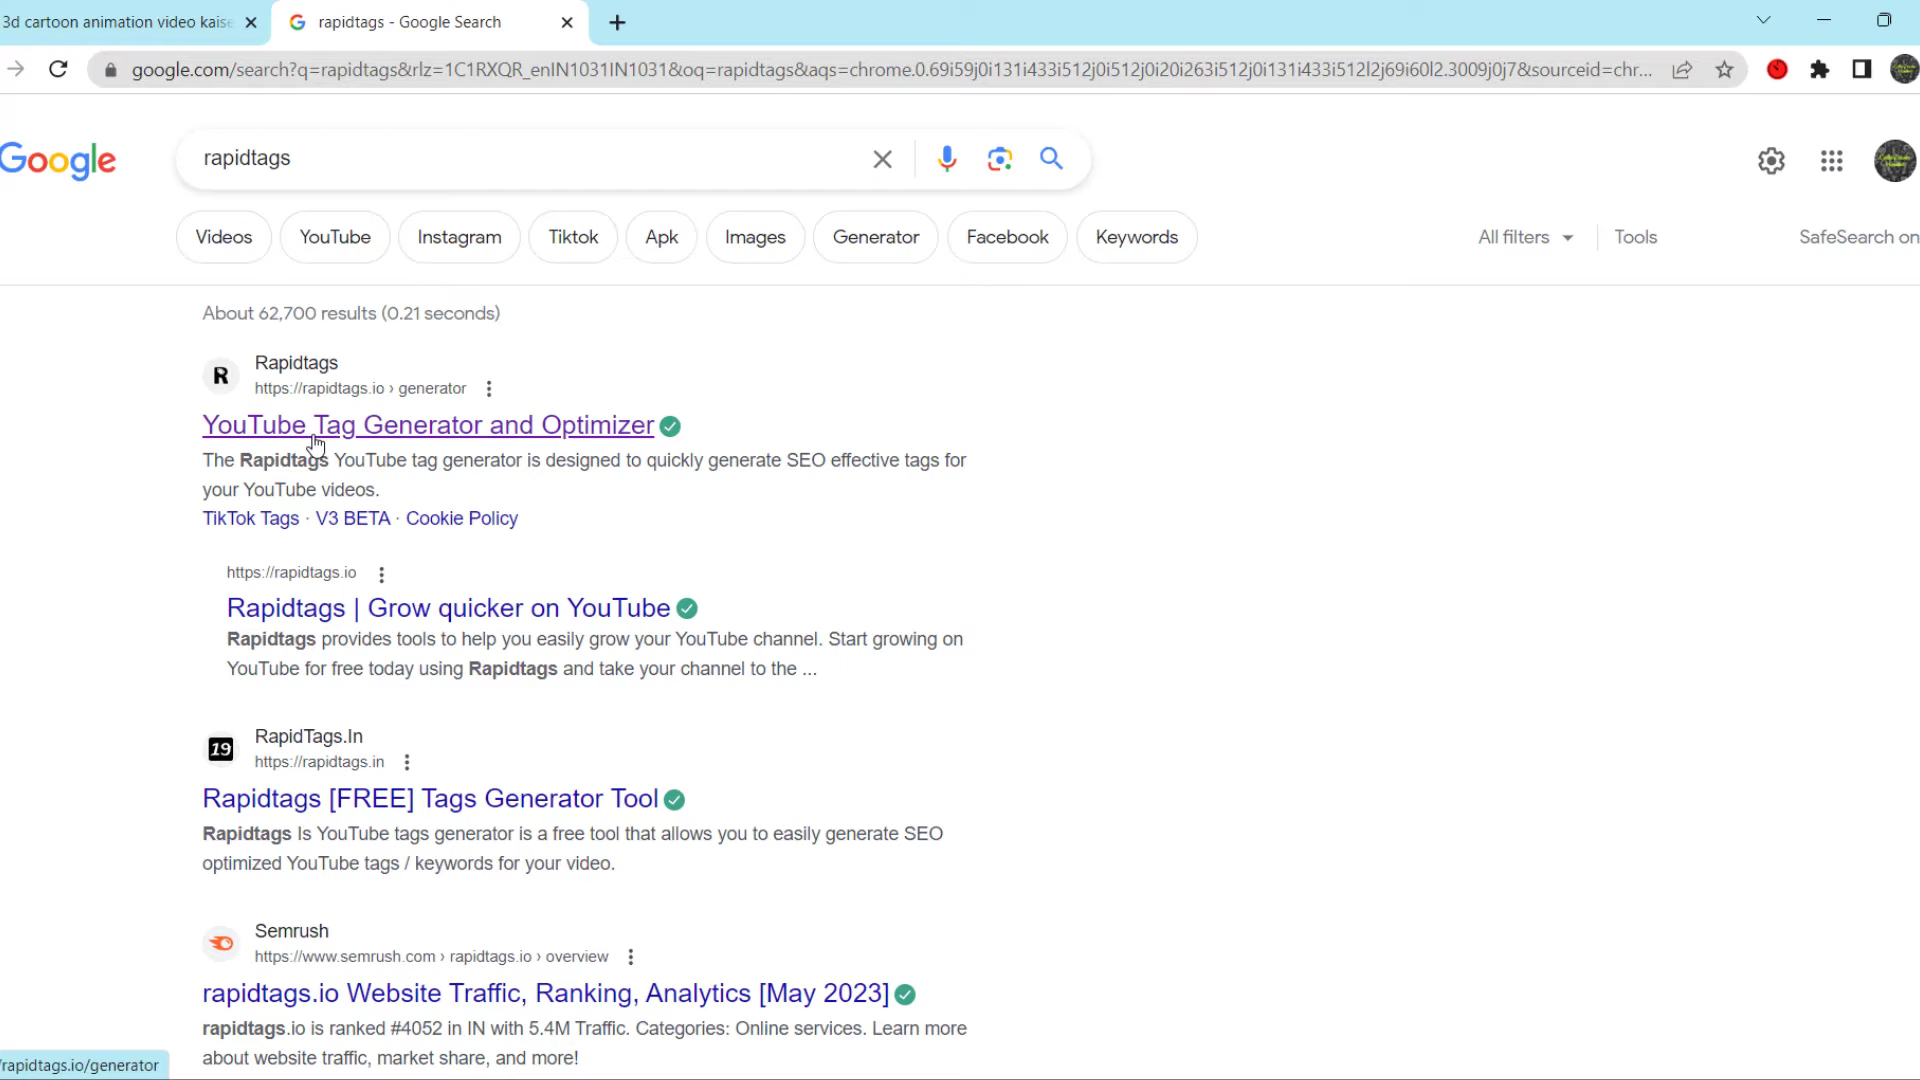 3d cartoon animation video kaise
rapidtags - Google Search
google.com/search?q=rapidtags&rlz=1C1RXQR_enIN1031IN1031&oq=rapidtags&aqs=chrome.0.69i59j0i131i433i512j0i512j0i20i263i512j0i131i433i512l2j69i60l2.3009j0j7&sourceid=chr...
Google
rapidtags
Videos
YouTube
Instagram
Tiktok
Apk
Images
Generator
Facebook
Keywords
All filters
Tools
SafeSearch on
About 62,700 results (0.21 seconds)
R
Rapidtags
https://rapidtags.io › generator
YouTube Tag Generator and Optimizer
The Rapidtags YouTube tag generator is designed to quickly generate SEO effective tags for
your YouTube videos.
TikTok Tags · V3 BETA · Cookie Policy
https://rapidtags.io
Rapidtags | Grow quicker on YouTube
Rapidtags provides tools to help you easily grow your YouTube channel. Start growing on
YouTube for free today using Rapidtags and take your channel to the ...
19
RapidTags.In
https://rapidtags.in
Rapidtags [FREE] Tags Generator Tool
Rapidtags Is YouTube tags generator is a free tool that allows you to easily generate SEO
optimized YouTube tags / keywords for your video.
Semrush
https://www.semrush.com › rapidtags.io › overview
rapidtags.io Website Traffic, Ranking, Analytics [May 2023]
rapidtags.io is ranked #4052 in IN with 5.4M Traffic. Categories: Online services. Learn more
about website traffic, market share, and more!
/rapidtags.io/generator